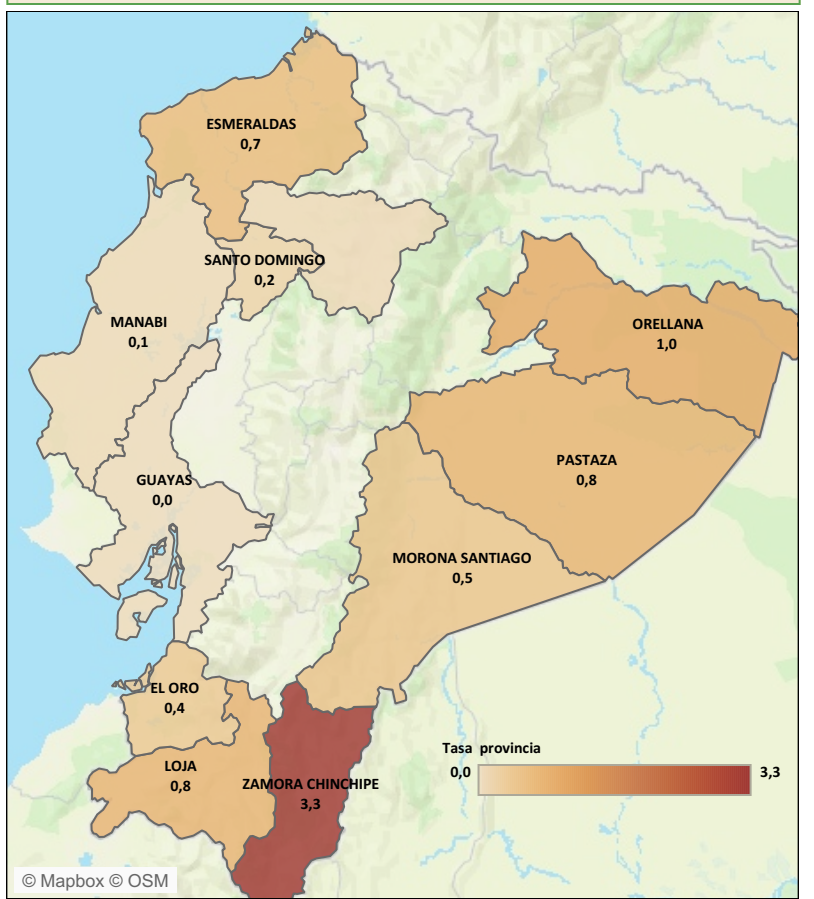 ESMERALDAS
0,7
SANTO DOMINGO
0,2
MANABI
0,1
ORELLANA
1,0
PASTAZA
0,8
GUAYAS
0,0
MORONA SANTIAGO
0,5
EL ORO
0,4
LOJA
0,8
ZAMORA CHINCHIPE
3,3
Tasa provincia
0,0 3,3
© Mapbox © OSM